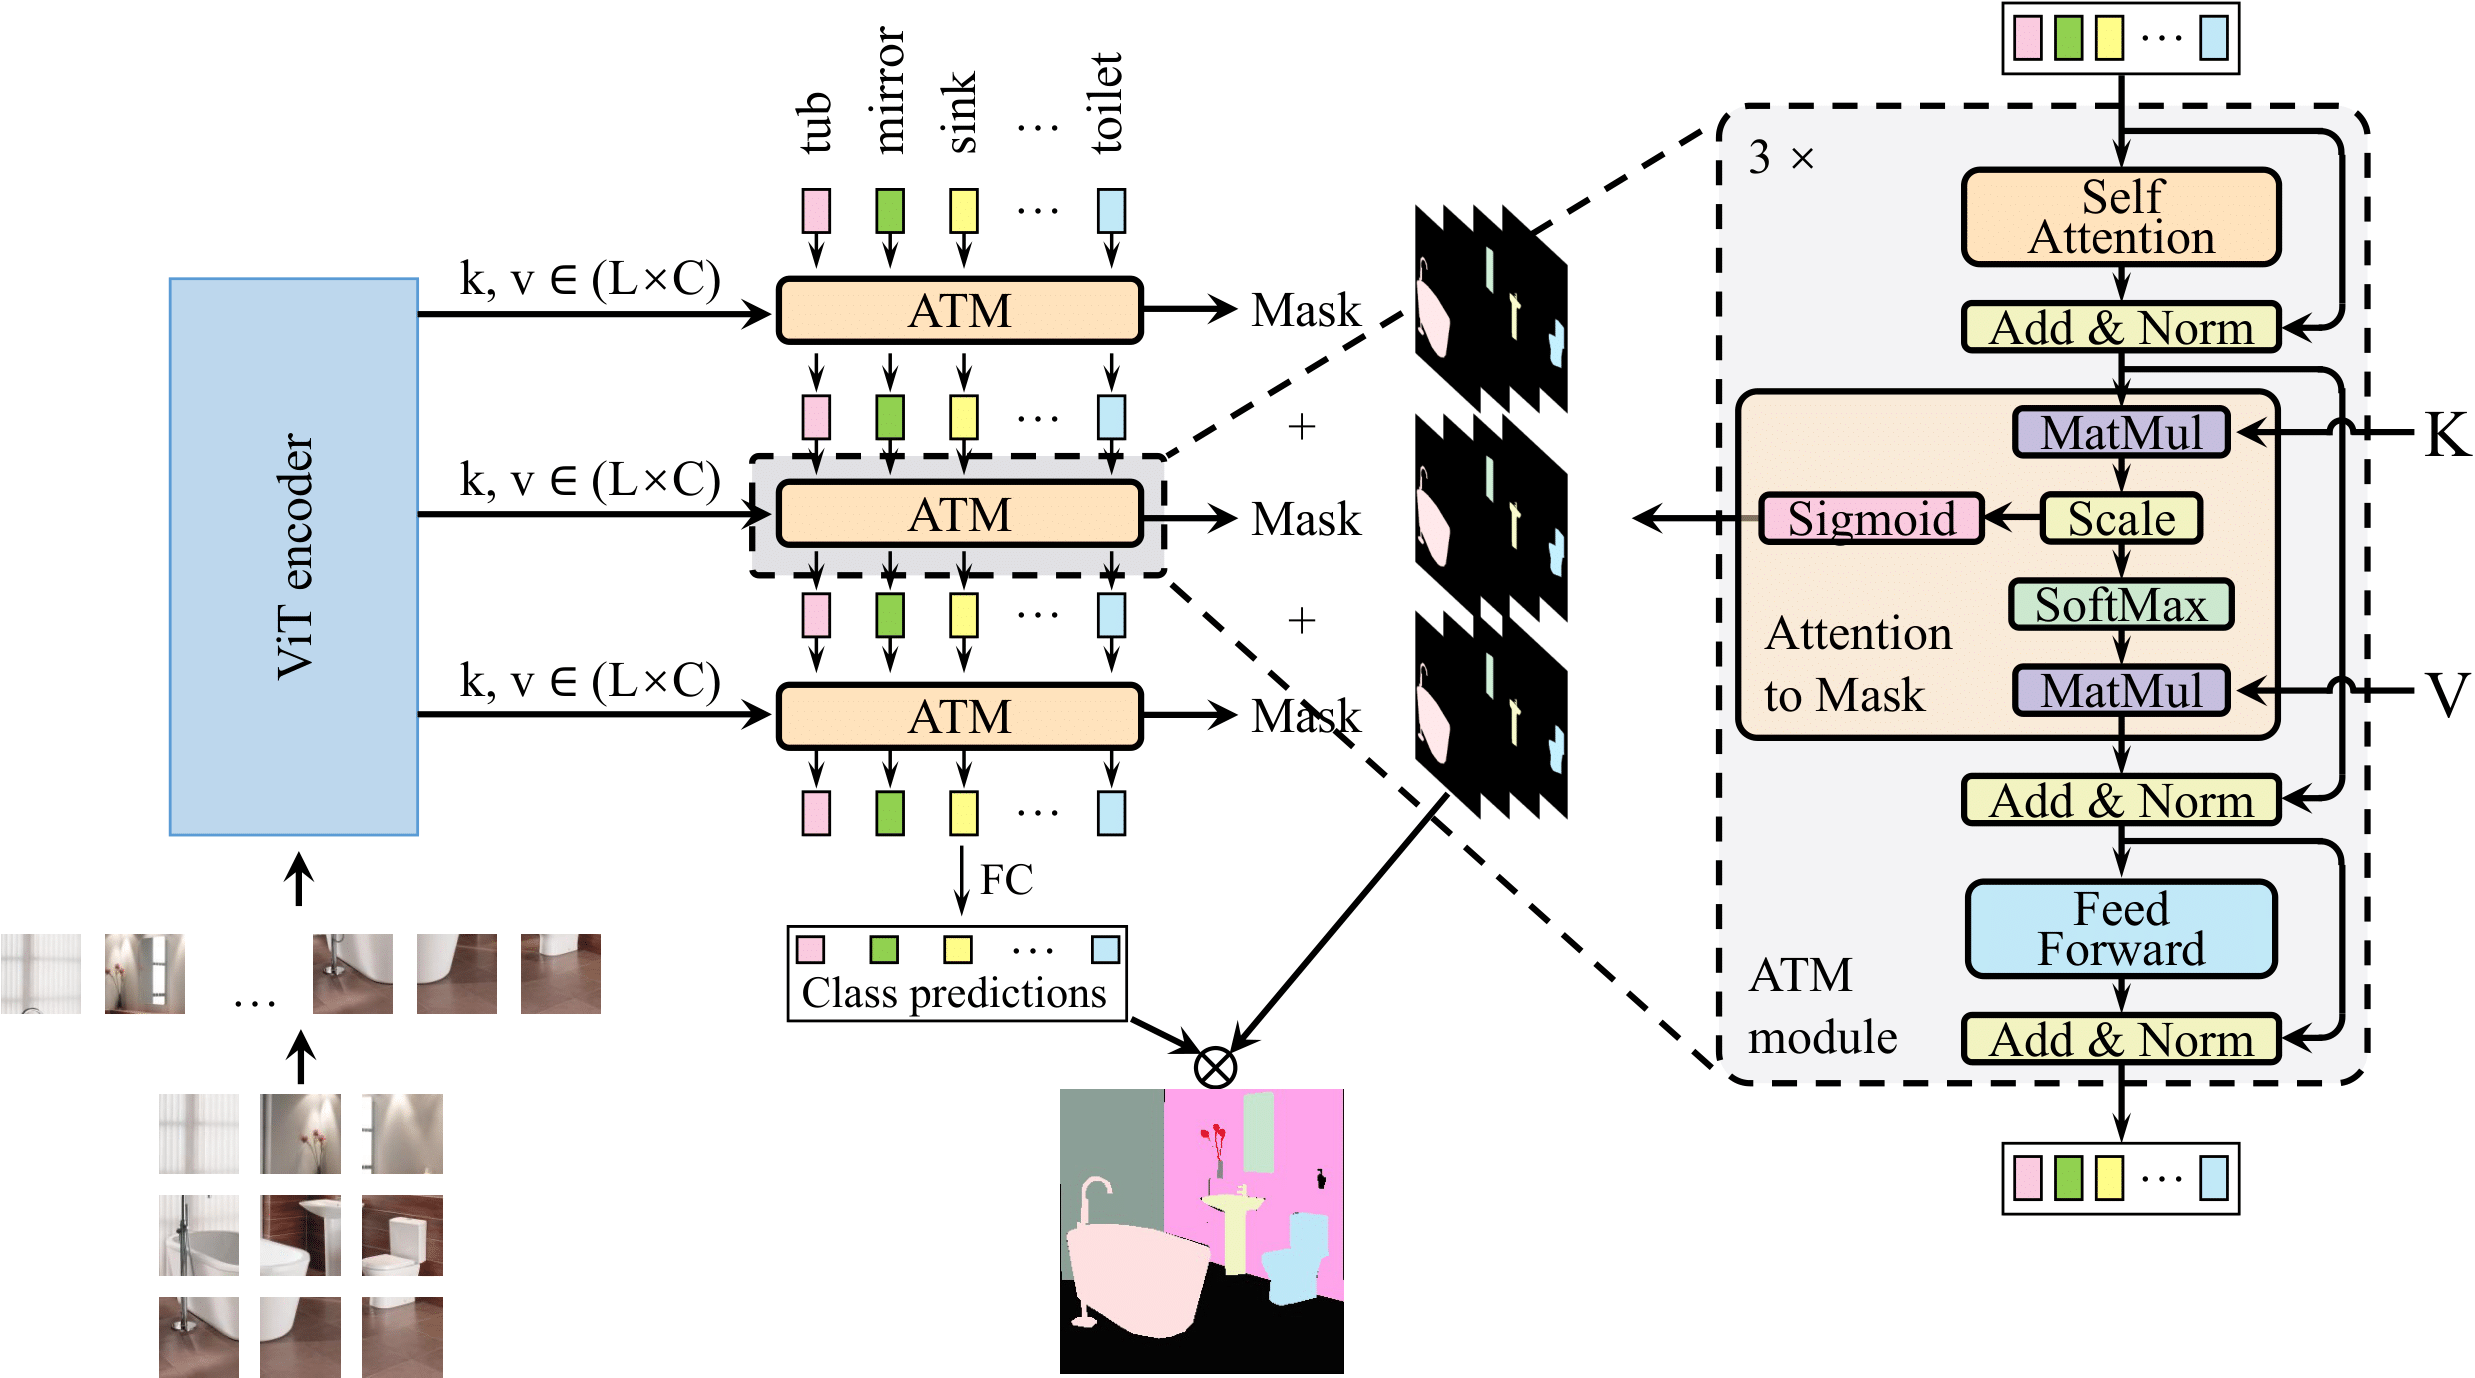 tub
mirror
sink
...
toilet
...
ViT encoder
k, v ∈ (L×C)
ATM
Mask
...
+
k, v ∈ (L×C)
ATM
Mask
...
+
k, v ∈ (L×C)
ATM
Mask
...
FC
...
Class predictions
...
...
3 ×
Self
Attention
Add & Norm
MatMul
K
Sigmoid
Scale
SoftMax
Attention
to Mask
MatMul
V
Add & Norm
Feed
Forward
ATM
module
Add & Norm
...